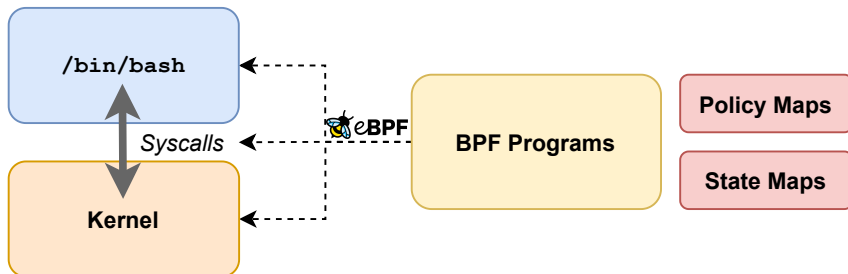 /bin/bash
Syscalls
Kernel
eBPF
BPF Programs
Policy Maps
State Maps